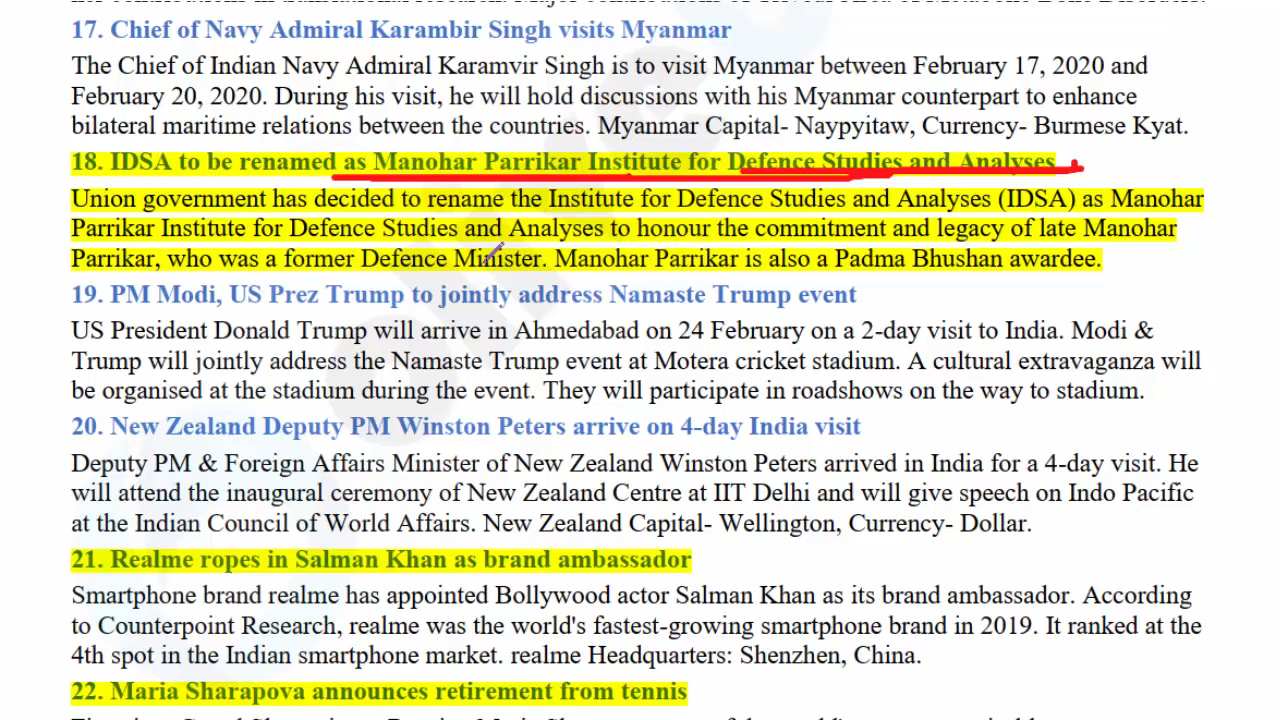 17. Chief of Navy Admiral Karambir Singh visits Myanmar
The Chief of Indian Navy Admiral Karamvir Singh is to visit Myanmar between February 17, 2020 and
February 20, 2020. During his visit, he will hold discussions with his Myanmar counterpart to enhance
bilateral maritime relations between the countries. Myanmar Capital- Naypyitaw, Currency- Burmese Kyat.
18. IDSA to be renamed as Manohar Parrikar Institute for Defence Studies and Analyses
Union government has decided to rename the Institute for Defence Studies and Analyses (IDSA) as Manohar
Parrikar Institute for Defence Studies and Analyses to honour the commitment and legacy of late Manohar
Parrikar, who was a former Defence Minister. Manohar Parrikar is also a Padma Bhushan awardee.
19. PM Modi, US Prez Trump to jointly address Namaste Trump event
US President Donald Trump will arrive in Ahmedabad on 24 February on a 2-day visit to India. Modi &
Trump will jointly address the Namaste Trump event at Motera cricket stadium. A cultural extravaganza will
be organised at the stadium during the event. They will participate in roadshows on the way to stadium.
20. New Zealand Deputy PM Winston Peters arrive on 4-day India visit
Deputy PM & Foreign Affairs Minister of New Zealand Winston Peters arrived in India for a 4-day visit. He
will attend the inaugural ceremony of New Zealand Centre at IIT Delhi and will give speech on Indo Pacific
at the Indian Council of World Affairs. New Zealand Capital- Wellington, Currency- Dollar.
21. Realme ropes in Salman Khan as brand ambassador
Smartphone brand realme has appointed Bollywood actor Salman Khan as its brand ambassador. According
to Counterpoint Research, realme was the world's fastest-growing smartphone brand in 2019. It ranked at the
4th spot in the Indian smartphone market. realme Headquarters: Shenzhen, China.
22. Maria Sharapova announces retirement from tennis